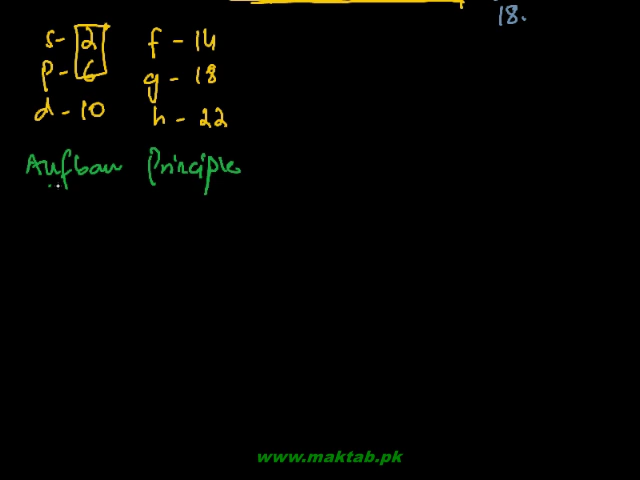 18.
s - 2 f - 14
p - 6 g - 18
d - 10 h - 22
Aufbau Principle
www.maktab.pk